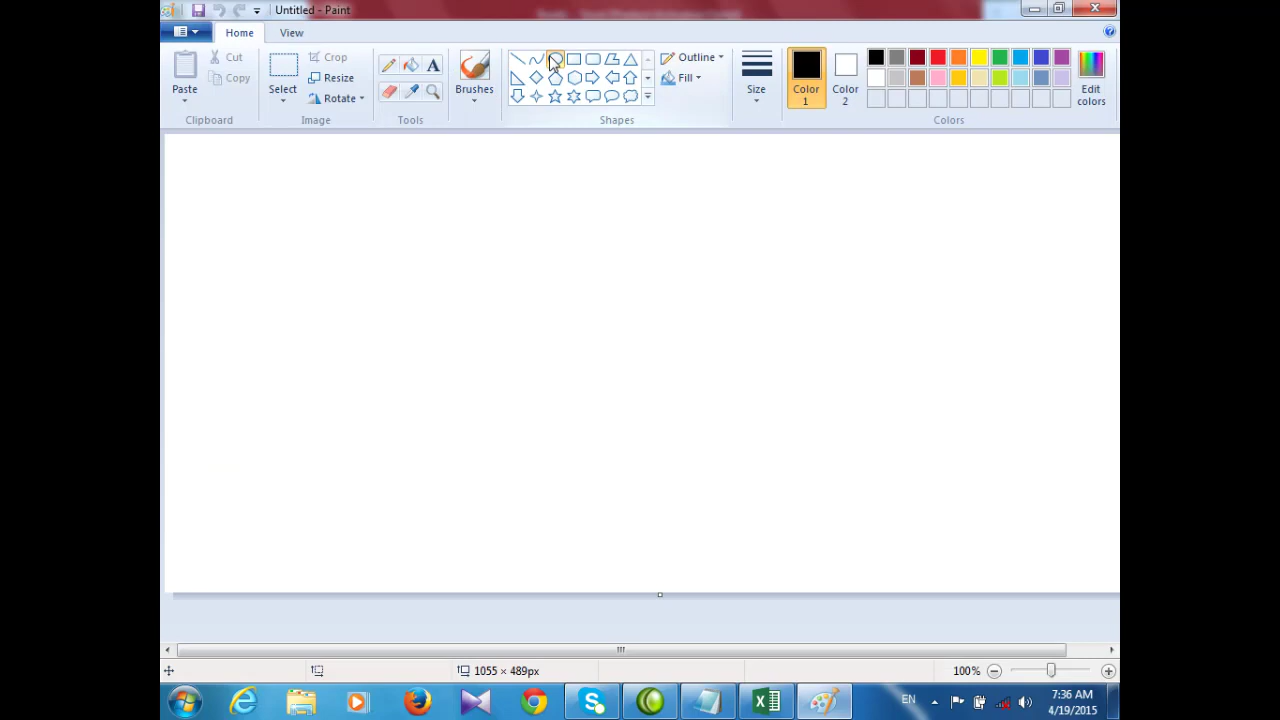 Untitled - Paint
Home View
Paste
Cut
Copy
Clipboard
Select
Crop
Resize
Rotate
Image
A
Tools
Brushes
Outline
Fill
Shapes
Size
Color
1
Color
2
Edit
colors
Colors
1055 × 489px
100%
EN
7:36 AM
4/19/2015